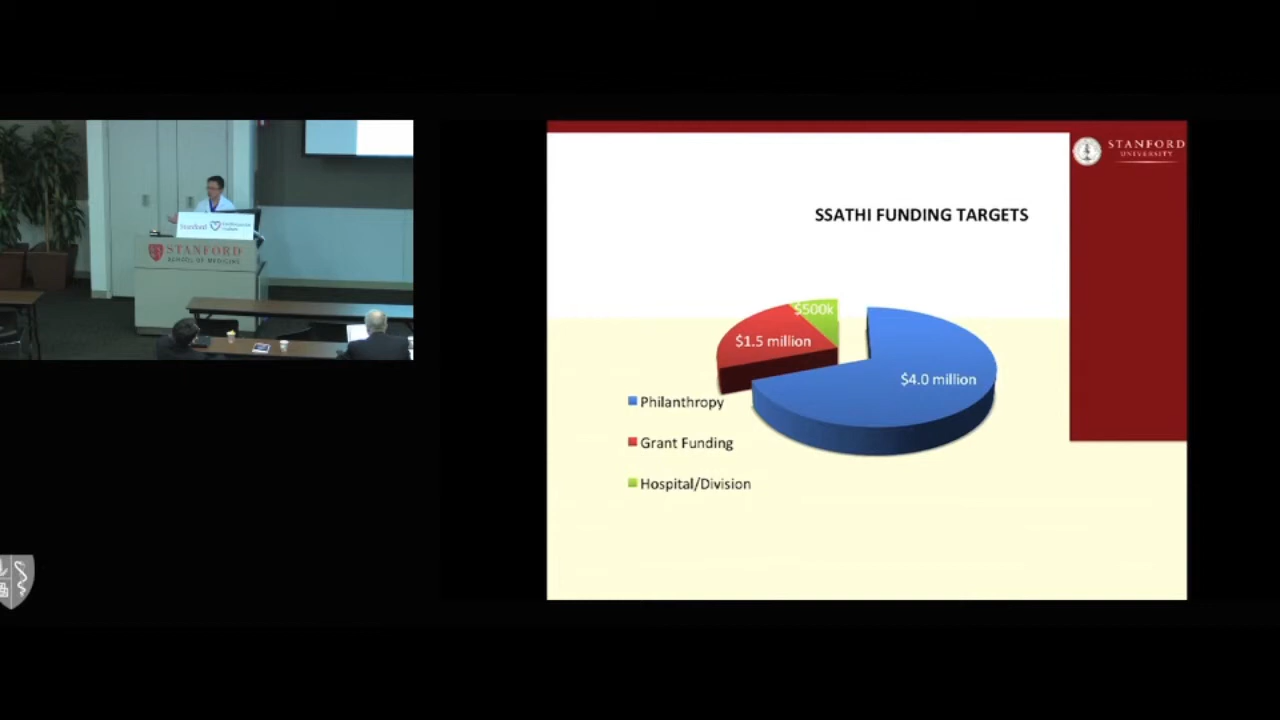 Stanford
STANFORD
SCHOOL OF MEDICINE
STANFORD
UNIVERSITY
SSATHI FUNDING TARGETS
$500k
$1.5 million
$4.0 million
Philanthropy
Grant Funding
Hospital/Division